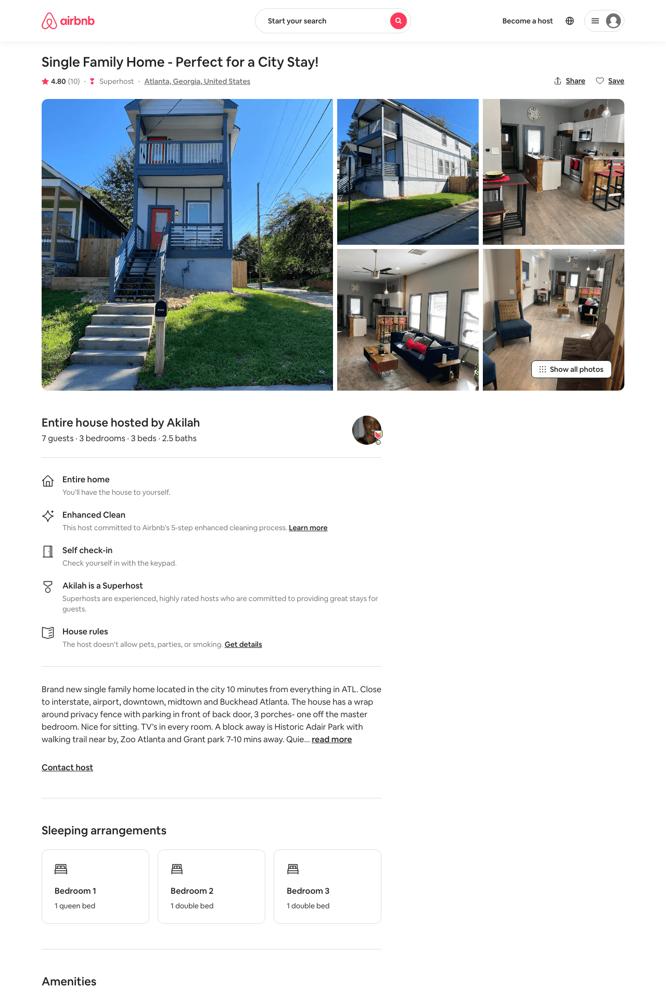 airbnb
Start your search
Become a host
Single Family Home - Perfect for a City Stay!
4.80 (10) · Superhost · Atlanta, Georgia, United States
Share
Save
Show all photos
Entire house hosted by Akilah
7 guests · 3 bedrooms · 3 beds · 2.5 baths
Entire home
You’ll have the house to yourself.
Enhanced Clean
This host committed to Airbnb's 5-step enhanced cleaning process. Learn more
Self check-in
Check yourself in with the keypad.
Akilah is a Superhost
Superhosts are experienced, highly rated hosts who are committed to providing great stays for
guests.
House rules
The host doesn’t allow pets, parties, or smoking. Get details
Brand new single family home located in the city 10 minutes from everything in ATL. Close
to interstate, airport, downtown, midtown and Buckhead Atlanta. The house has a wrap
around privacy fence with parking in front of back door, 3 porches- one off the master
bedroom. Nice for sitting. TV’s in every room. A block away is Historic Adair Park with
walking trail near by, Zoo Atlanta and Grant park 7-10 mins away. Quie... read more
Contact host
Sleeping arrangements
Bedroom 1
1 queen bed
Bedroom 2
1 double bed
Bedroom 3
1 double bed
Amenities